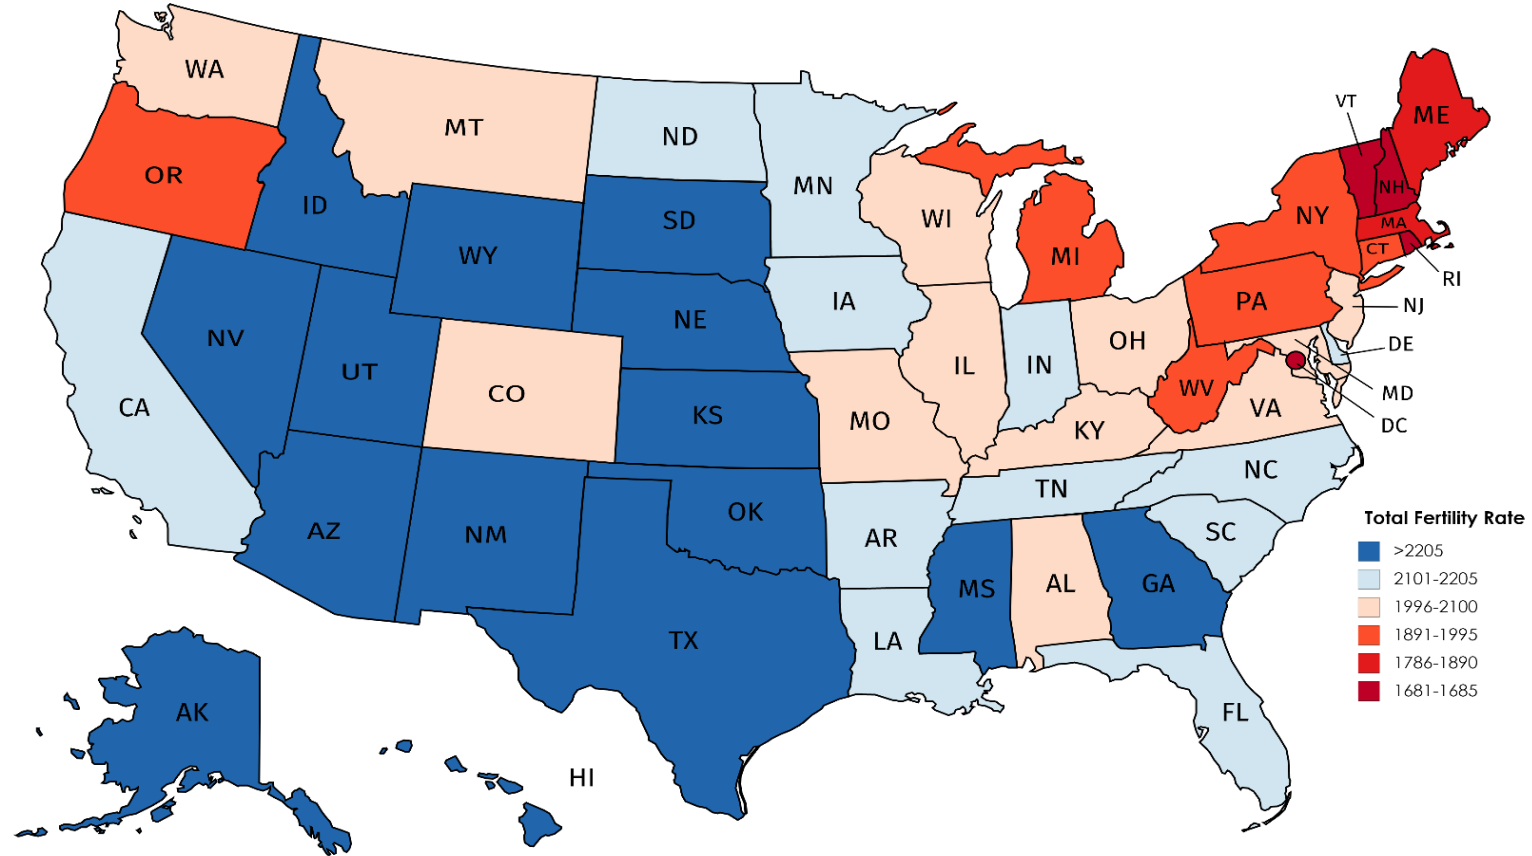 WA
MT
ND
MN
VT
ME
OR
ID
WY
SD
WI
MI
NY
NH
MA
CT
RI
NV
UT
CO
NE
IA
IL
IN
OH
PA
NJ
DE
MD
DC
CA
KS
MO
KY
WV
VA
AZ
NM
OK
AR
TN
NC
SC
TX
LA
MS
AL
GA
FL
AK
HI
Total Fertility Rate
>2205
2101-2205
1996-2100
1891-1995
1786-1890
1681-1685